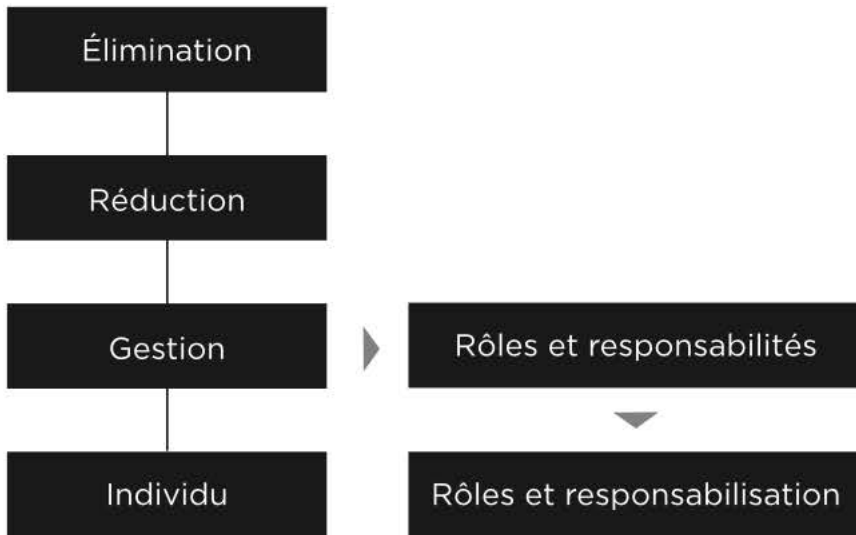 Élimination
Réduction
Gestion
Rôles et responsabilités
Individu
Rôles et responsabilisation